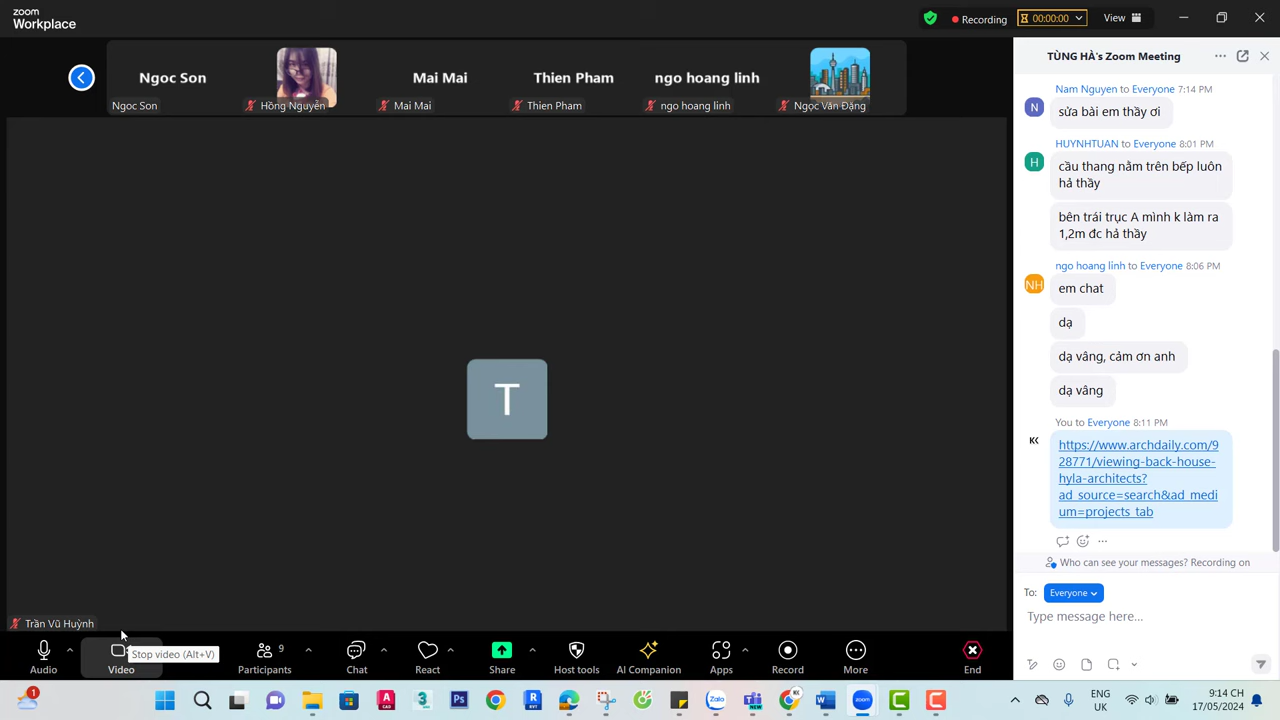 zoom
Workplace
Recording
00:00:00
View
Ngoc Son
Mai Mai
Thien Pham
ngo hoang linh
Ngoc Son
Hồng Nguyễn
Mai Mai
Thien Pham
ngo hoang linh
Ngọc Văn Đặng
T
Trần Vũ Huỳnh
TÙNG HÀ's Zoom Meeting
Nam Nguyen to Everyone 7:14 PM
N
sửa bài em thầy ơi
HUYNHTUAN to Everyone 8:01 PM
H
cầu thang nằm trên bếp luôn
hả thầy
bên trái trục A mình k làm ra
1,2m đc hả thầy
ngo hoang linh to Everyone 8:06 PM
NH
em chat
dạ
dạ vâng, cảm ơn anh
dạ vâng
You to Everyone 8:11 PM
https://www.archdaily.com/9
28771/viewing-back-house-
hyla-architects?
ad_source=search&ad_medi
um=projects_tab
Who can see your messages? Recording on
To: Everyone
Type message here...
Audio
Video
Stop video (Alt+V)
Participants
9
Chat
React
Share
Host tools
AI Companion
Apps
Record
More
End
1
ENG
UK
9:14 CH
17/05/2024